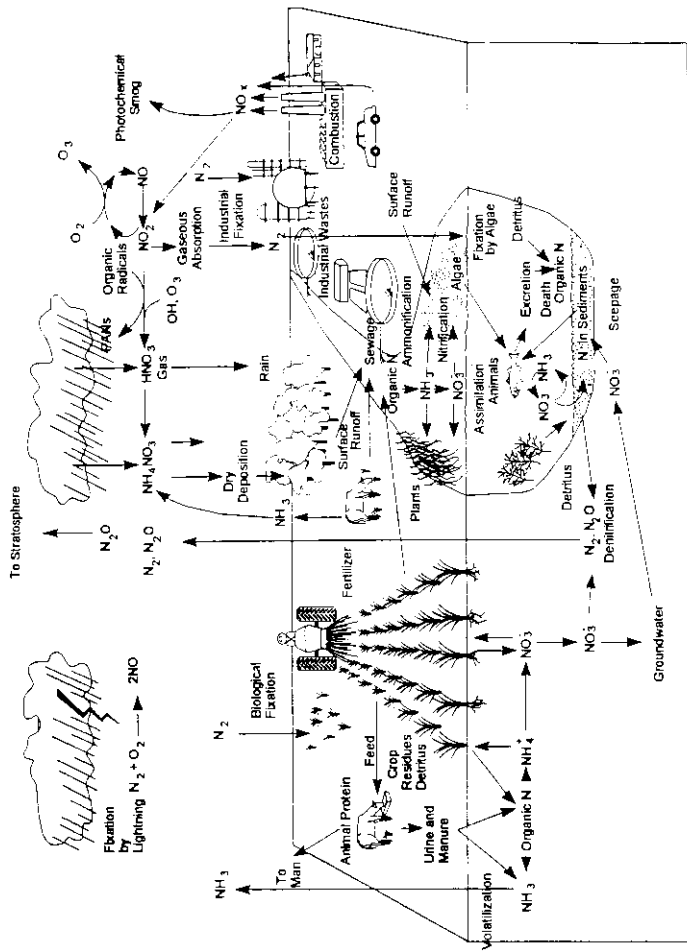 Fixation
by
Lightning N2 + O2 → 2NO
To Stratosphere
N2O
N2, N2O
NH3
NH4NO3
HNO3
Gas
PANs
OH, O3
Organic
Radicals
O2
O3
NO2
NO
Photochemical
Smog
NOx
Gaseous
Absorption
Industrial
Fixation
N2
N2
N2
Dry
Deposition
Rain
NH3
Biological
Fixation
To
Man
Animal Protein
Feed
Fertilizer
Surface
Runoff
Sewage
Industrial Wastes
Combustion
Urine and
Manure
Crop
Residues
Detritus
Plants
Organic N
Ammonification
NH3
Nitrification
NO3
Surface
Runoff
Algae
Volatilization
NH3
Organic N
NH4+
NO3-
NO3-
N2, N2O
Denitrification
Detritus
Assimilation
Animals
NO3
NH3
Excretion
Death
Organic N
Fixation
by Algae
Detritus
N in Sediments
Seepage
NO3
Groundwater